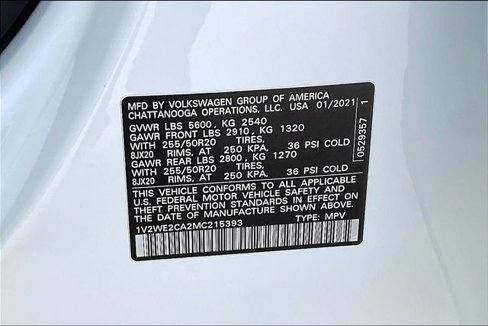 MFD BY VOLKSWAGEN GROUP OF AMERICA
CHATTANOOGA OPERATIONS, LLC. USA 01/2021
GVWR LBS 5600, KG 2540
GAWR FRONT LBS 2910, KG 1320
WITH 255/50R20 TIRES.
8JX20 RIMS, AT 250 KPA. 36 PSI COLD
GAWR REAR LBS 2800, KG 1270
WITH 255/50R20 TIRES.
8JX20 RIMS, AT 250 KPA. 36 PSI COLD
THIS VEHICLE CONFORMS TO ALL APPLICABLE
U.S. FEDERAL MOTOR VEHICLE SAFETY AND
THEFT PREVENTION STANDARDS IN EFFECT ON
THE DATE OF MANUFACTURE SHOWN ABOVE.
1V2WE2CA2MC215393 TYPE: MPV
0529357 1